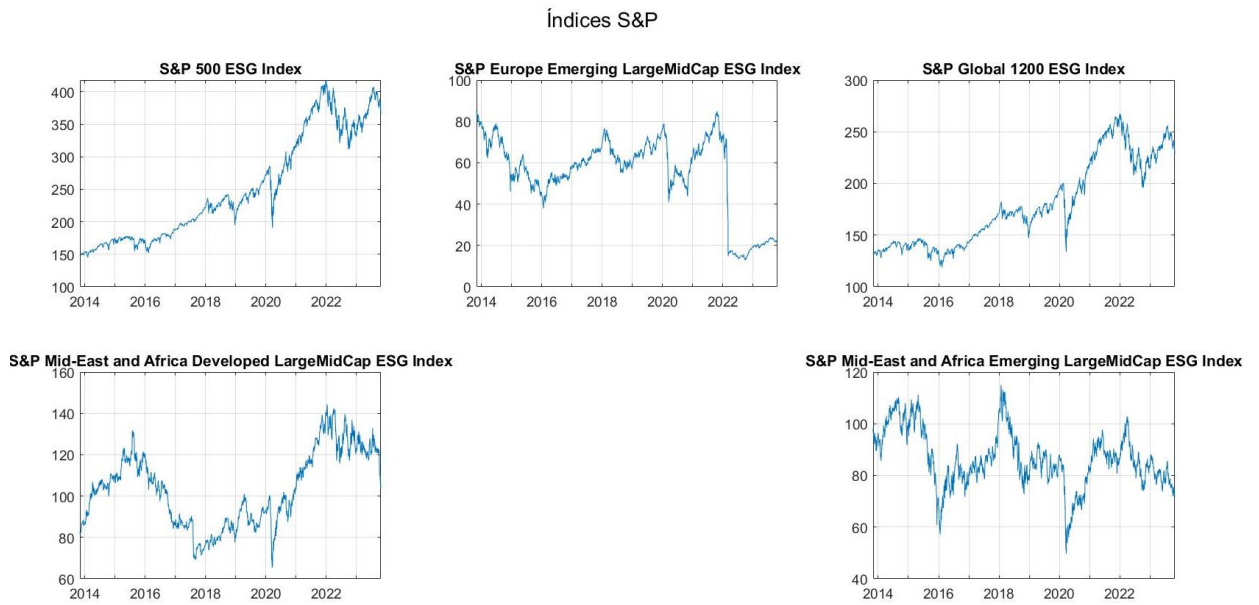 Índices S&P
S&P 500 ESG Index
400
350
300
250
200
150
100
2014 2016 2018 2020 2022
S&P Europe Emerging LargeMidCap ESG Index
100
80
60
40
20
0
2014 2016 2018 2020 2022
S&P Global 1200 ESG Index
300
250
200
150
100
2014 2016 2018 2020 2022
S&P Mid-East and Africa Developed LargeMidCap ESG Index
160
140
120
100
80
60
2014 2016 2018 2020 2022
S&P Mid-East and Africa Emerging LargeMidCap ESG Index
120
100
80
60
40
2014 2016 2018 2020 2022